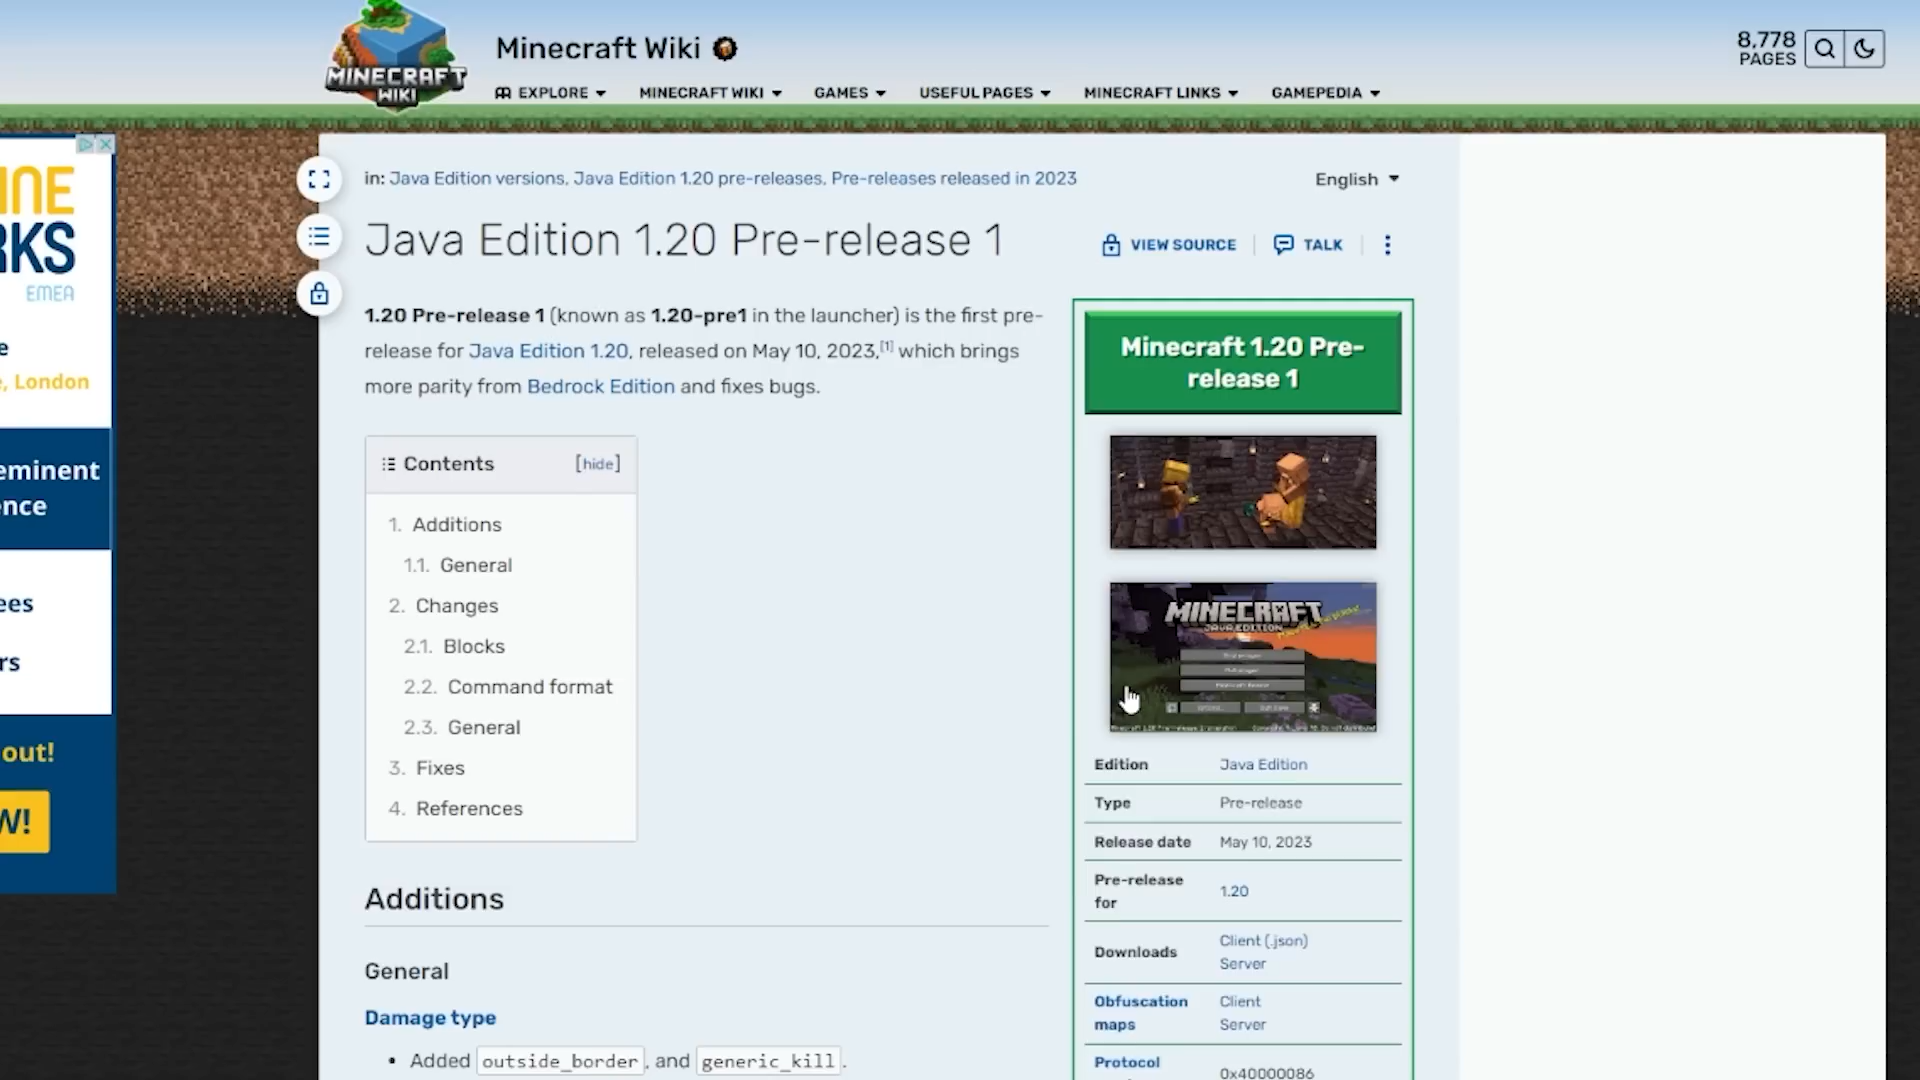 MINECRAFT
WIKI
Minecraft Wiki
8,778
PAGES
EXPLORE
MINECRAFT WIKI
GAMES
USEFUL PAGES
MINECRAFT LINKS
GAMEPEDIA
INE
RKS
EMEA
e
e, London
eminent
ence
ees
rs
out!
W!
in: Java Edition versions, Java Edition 1.20 pre-releases, Pre-releases released in 2023
English
Java Edition 1.20 Pre-release 1
VIEW SOURCE
TALK
1.20 Pre-release 1 (known as 1.20-pre1 in the launcher) is the first pre-
release for Java Edition 1.20, released on May 10, 2023,[1] which brings
more parity from Bedrock Edition and fixes bugs.
Contents [hide]
1. Additions
1.1. General
2. Changes
2.1. Blocks
2.2. Command format
2.3. General
3. Fixes
4. References
Additions
General
Damage type
• Added outside_border, and generic_kill.
Minecraft 1.20 Pre-
release 1
MINECRAFT
JAVA EDITION
Edition Java Edition
Type Pre-release
Release date May 10, 2023
Pre-release
for 1.20
Downloads Client (.json)
Server
Obfuscation
maps Client
Server
Protocol
0x40000086